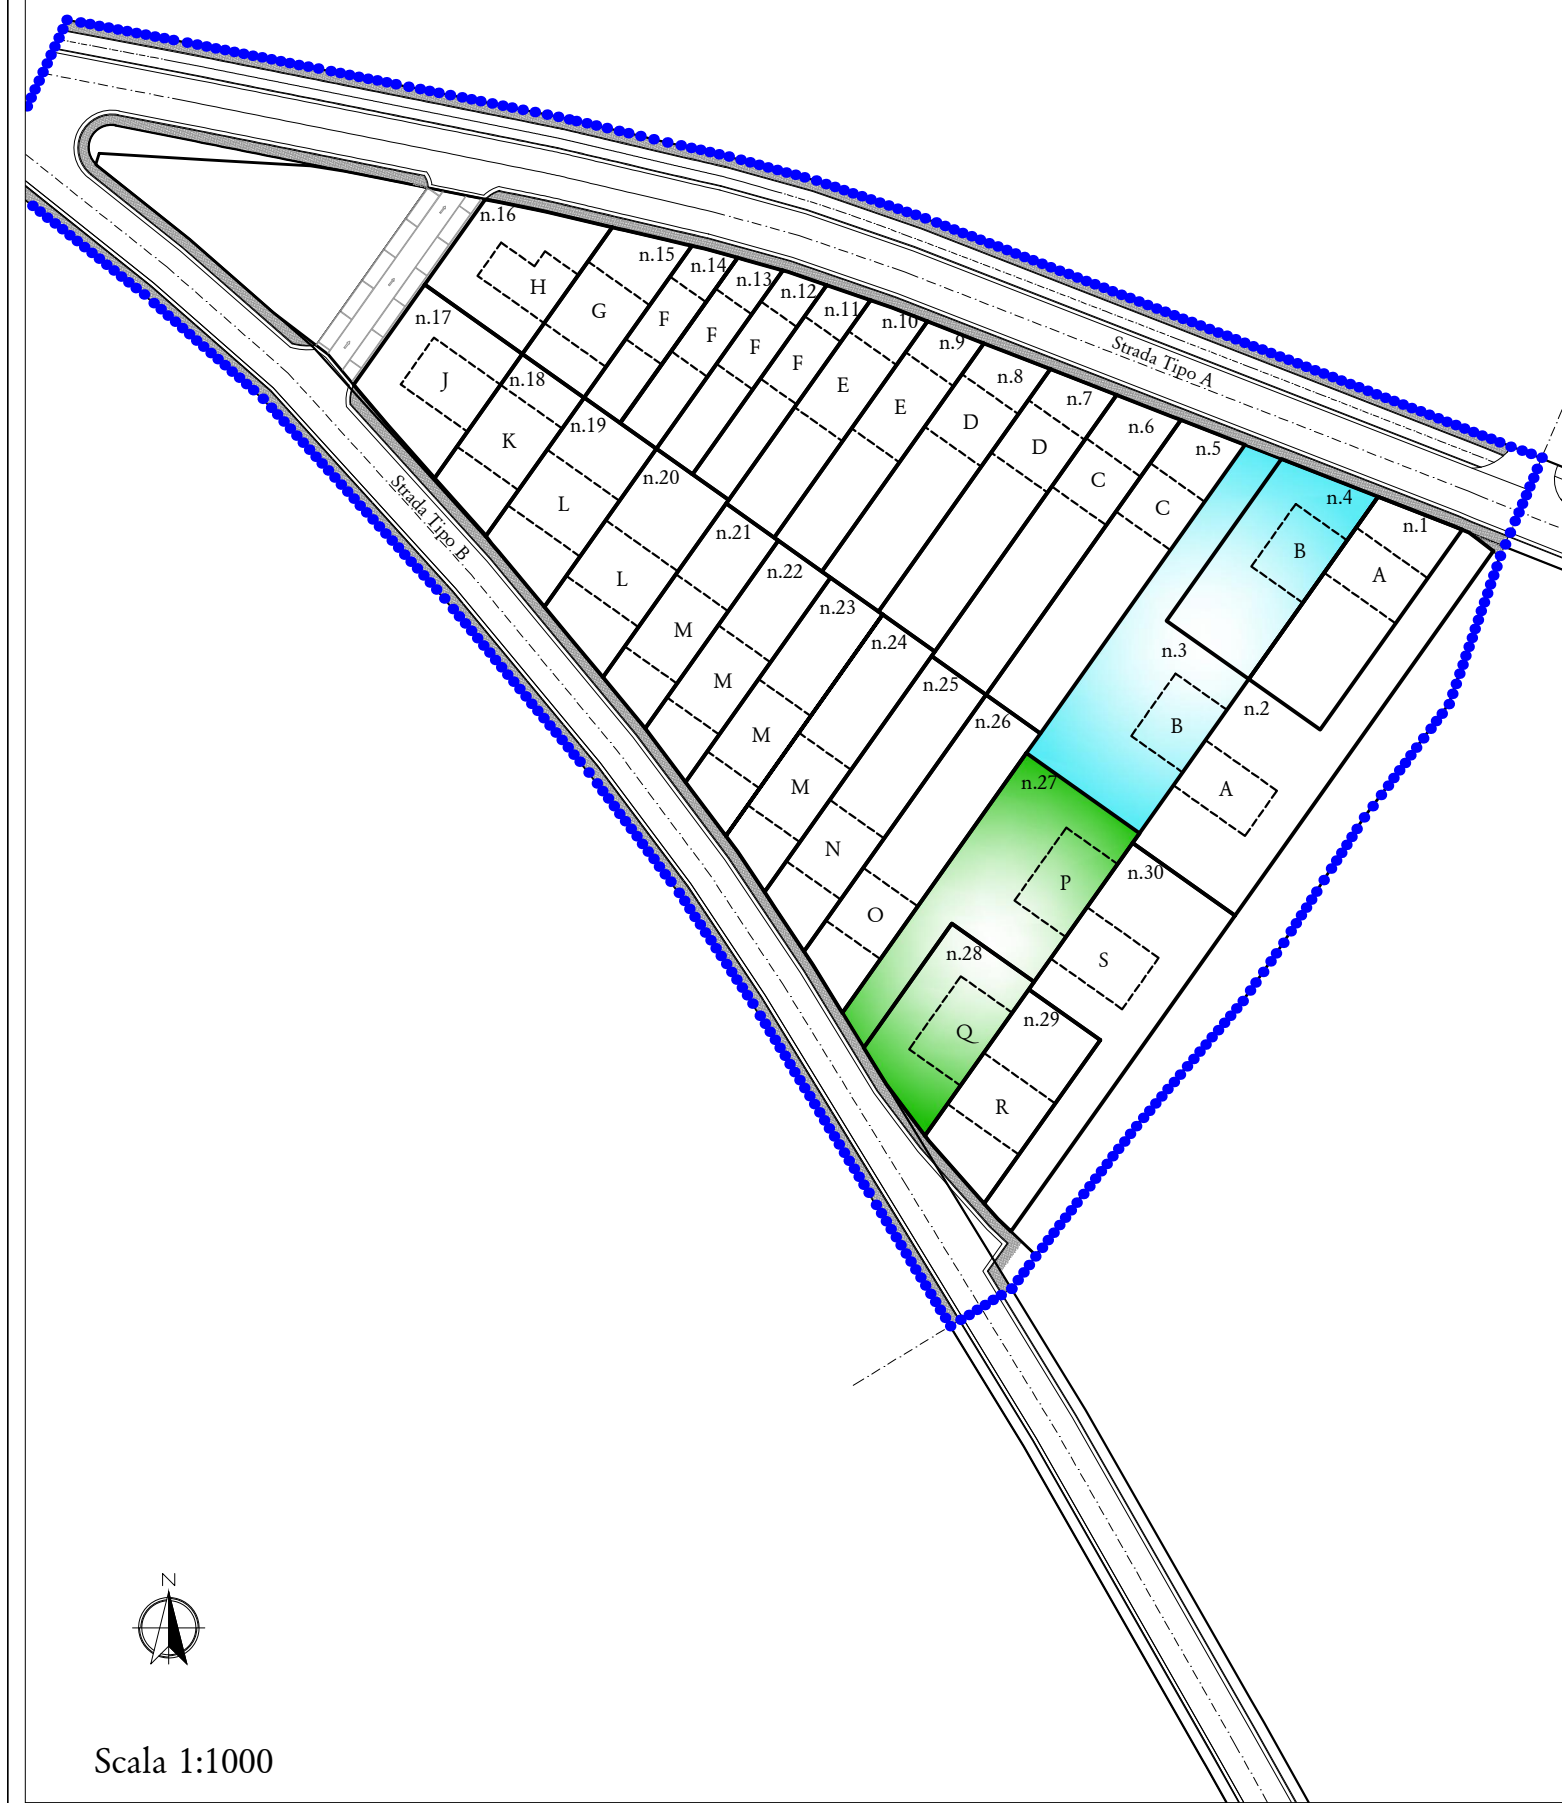 n.16
H
n.15
G
n.14
F
n.13
F
n.12
F
n.11
F
n.10
E
n.9
E
n.8
D
n.7
D
n.6
C
n.5
C
Strada Tipo A
n.4
B
n.1
A
n.3
B
n.2
A
n.17
J
n.18
K
n.19
L
n.20
L
n.21
M
n.22
M
n.23
M
n.24
M
n.25
N
n.26
O
n.27
P
n.28
Q
n.30
S
n.29
R
Strada Tipo B
N
Scala 1:1000